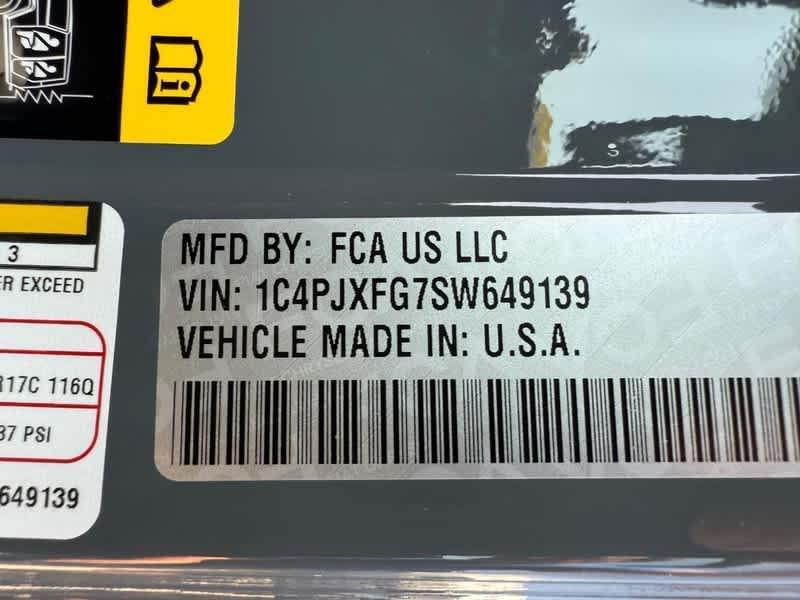 3
R EXCEED
R17C 116Q
37 PSI
649139
MFD BY: FCA US LLC
VIN: 1C4PJXFG7SW649139
VEHICLE MADE IN: U.S.A.